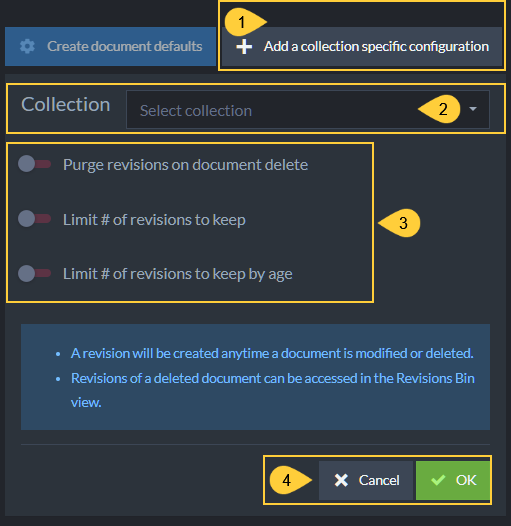 1
Create document defaults
Add a collection specific configuration
Collection
Select collection
2
Purge revisions on document delete
Limit # of revisions to keep
3
Limit # of revisions to keep by age
• A revision will be created anytime a document is modified or deleted.
• Revisions of a deleted document can be accessed in the Revisions Bin
view.
4
Cancel
OK